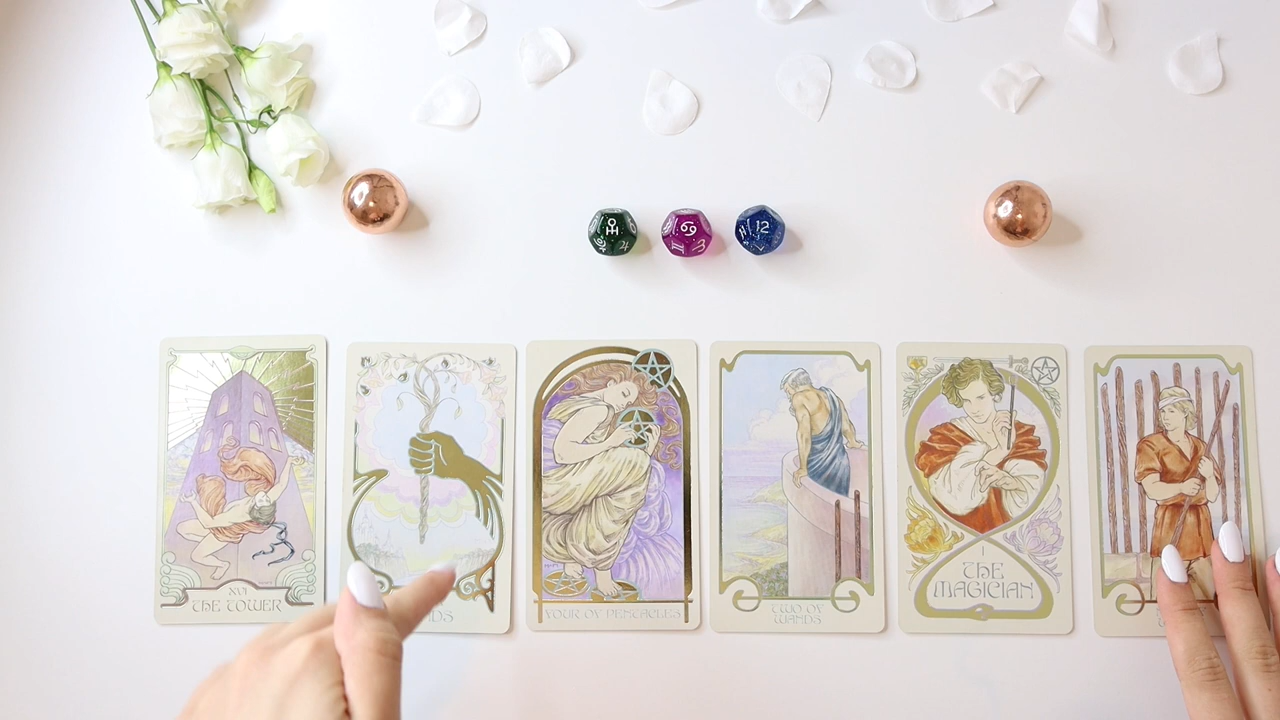 12
XVI
THE TOWER
FOUR OF PENTACLES
TWO OF
WANDS
I
THE
MAGICIAN